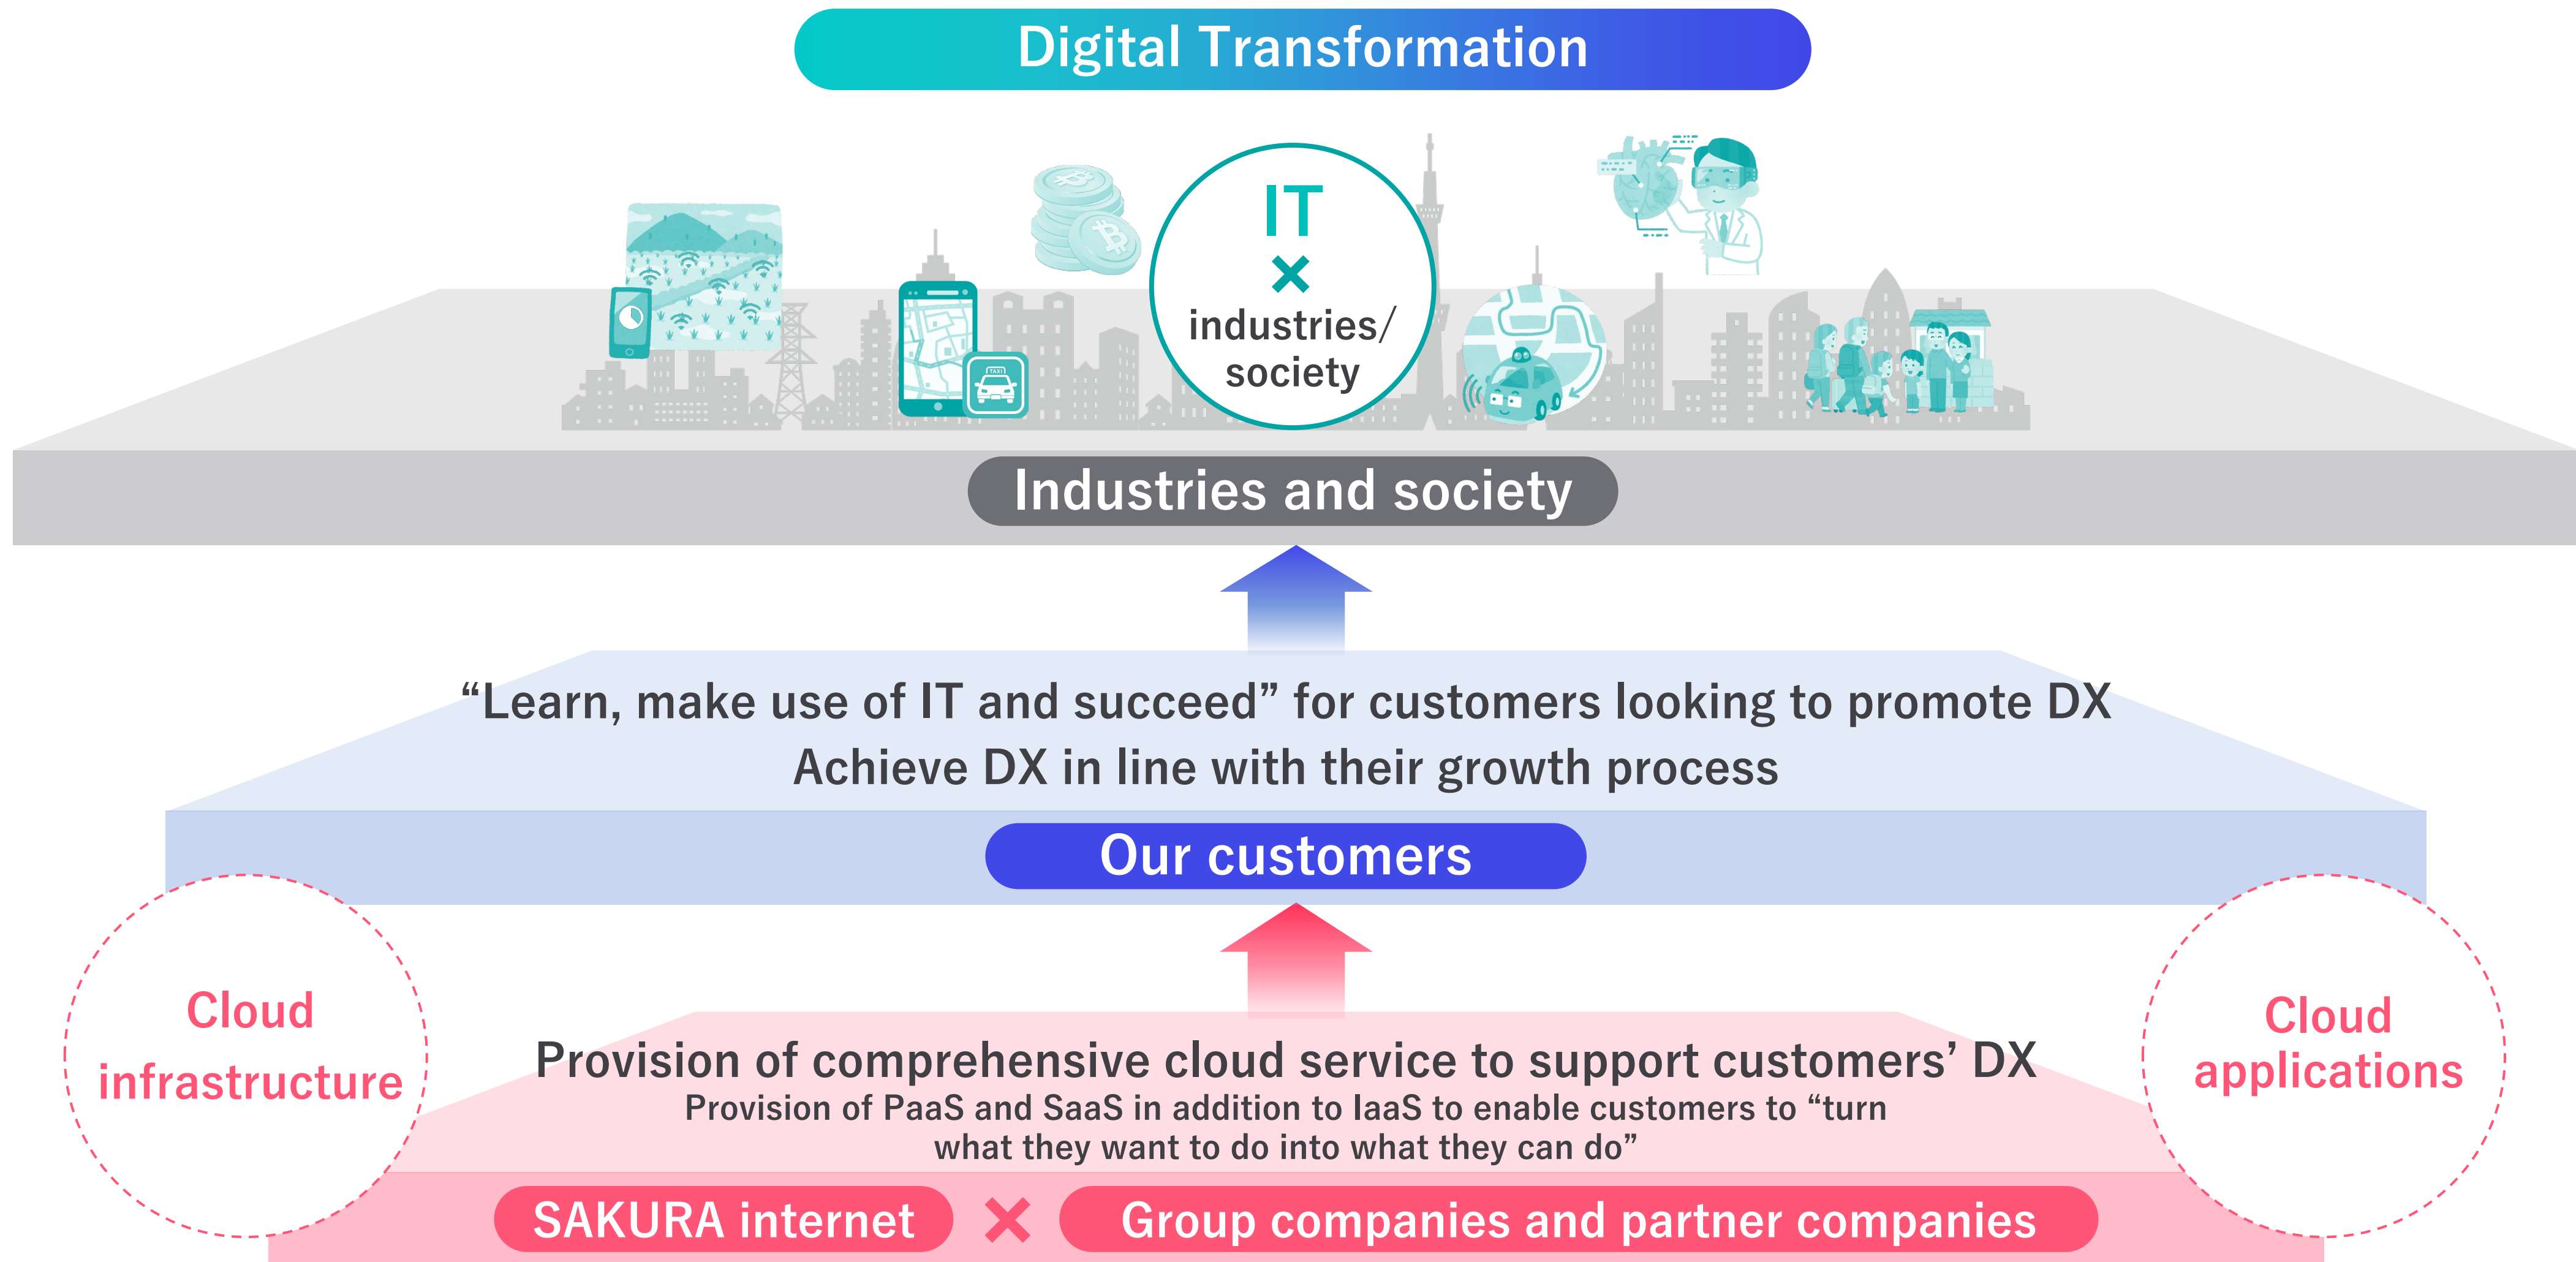 Digital Transformation
IT
×
industries/
society
TAXI
Industries and society
“Learn, make use of IT and succeed” for customers looking to promote DX
Achieve DX in line with their growth process
Our customers
Cloud
infrastructure
Cloud
applications
Provision of comprehensive cloud service to support customers’ DX
Provision of PaaS and SaaS in addition to IaaS to enable customers to “turn
what they want to do into what they can do”
SAKURA internet × Group companies and partner companies